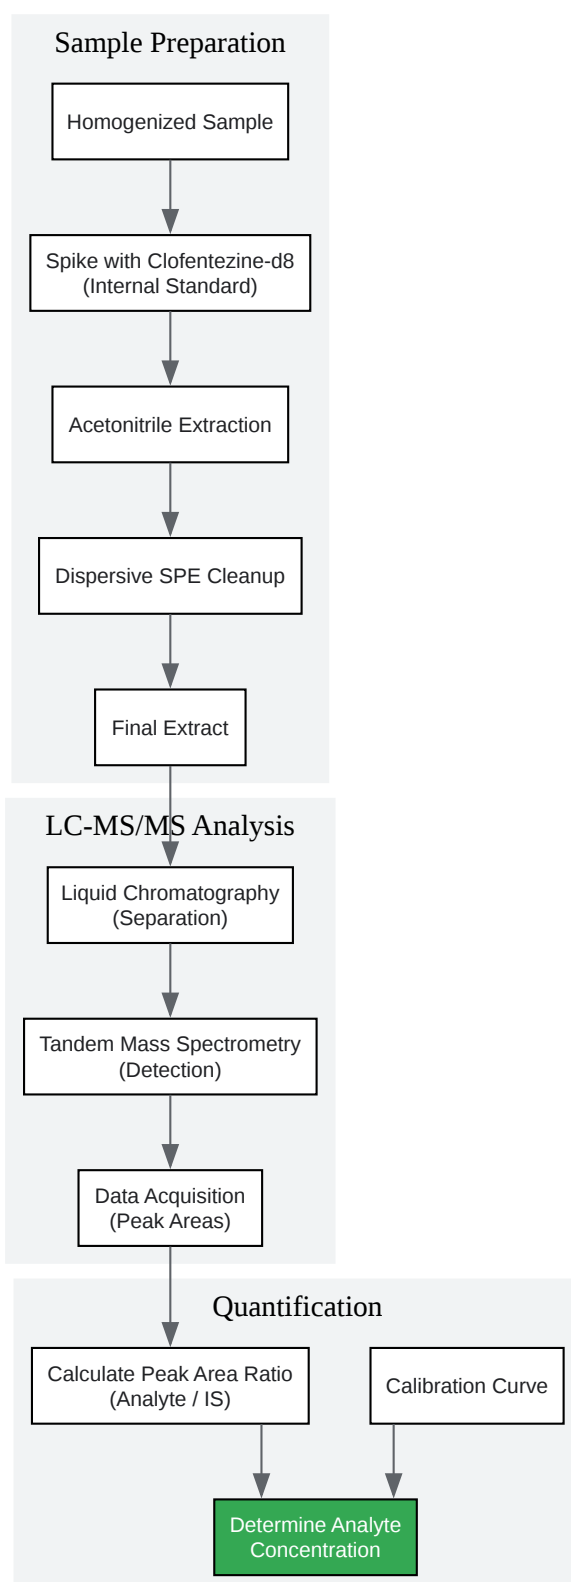 Sample Preparation
Homogenized Sample
Spike with Clofentezine-d8
(Internal Standard)
Acetonitrile Extraction
Dispersive SPE Cleanup
Final Extract
LC-MS/MS Analysis
Liquid Chromatography
(Separation)
Tandem Mass Spectrometry
(Detection)
Data Acquisition
(Peak Areas)
Quantification
Calculate Peak Area Ratio
(Analyte / IS)
Calibration Curve
Determine Analyte
Concentration